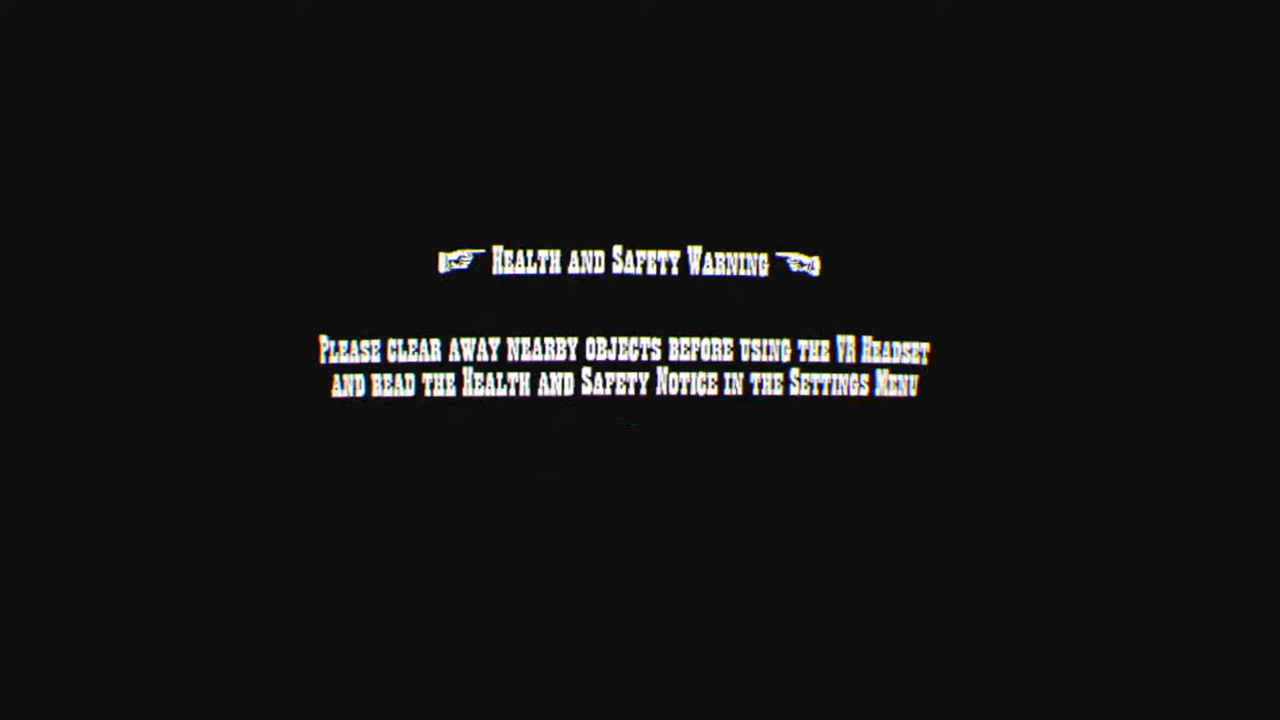 Health and Safety Warning
Please clear away nearby objects before using the VR Headset
and read the Health and Safety Notice in the Settings Menu